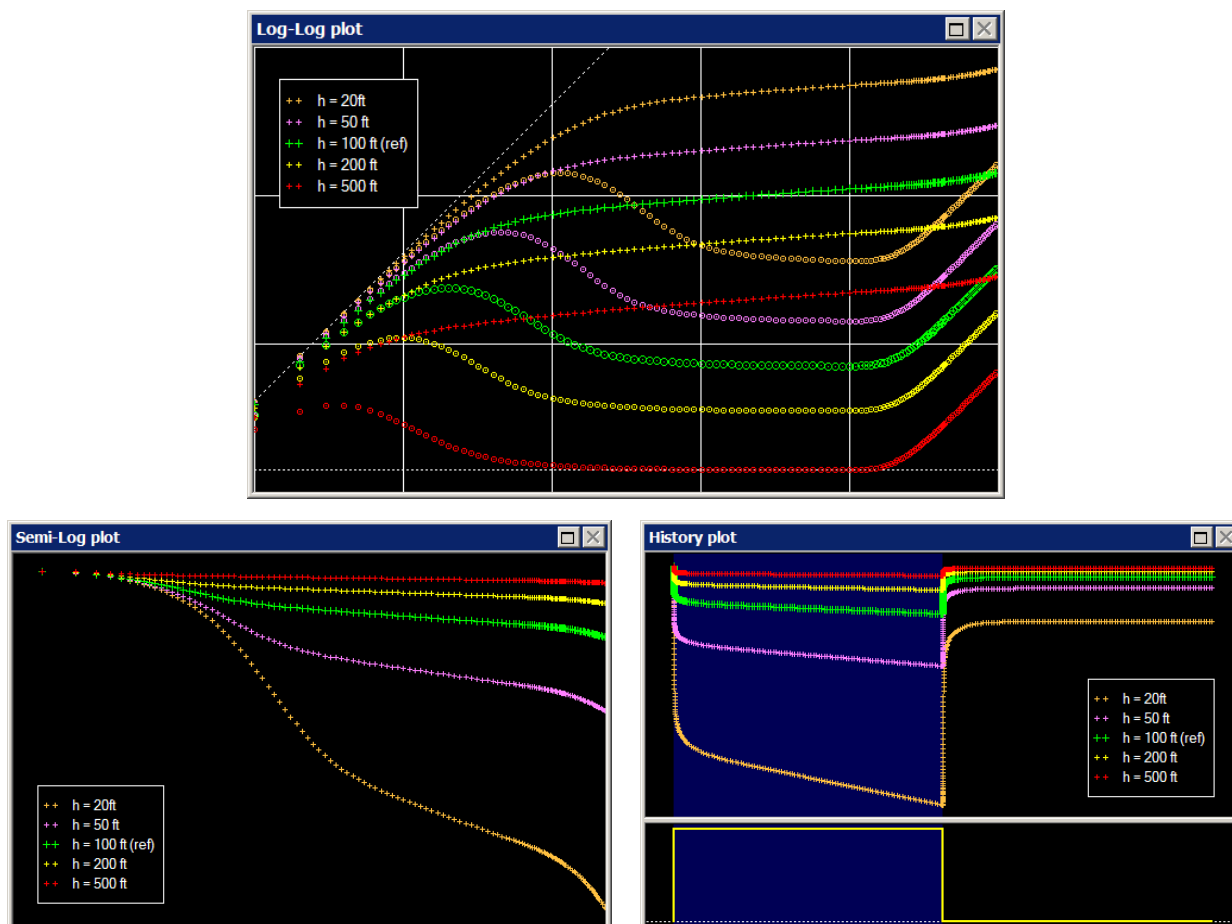 Log-Log plot
h = 20ft
h = 50 ft
h = 100 ft (ref)
h = 200 ft
h = 500 ft
Semi-Log plot
h = 20ft
h = 50 ft
h = 100 ft (ref)
h = 200 ft
h = 500 ft
History plot
h = 20ft
h = 50 ft
h = 100 ft (ref)
h = 200 ft
h = 500 ft